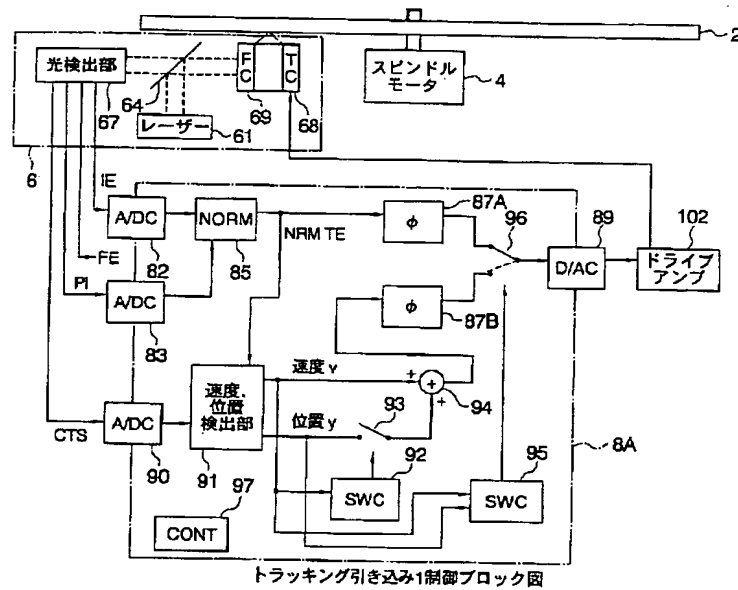 2
スピンドル
モータ
4
光検出部
67
64
レーザー
61
FC
69
TC
68
6
IE
A/DC
82
NORM
85
NRM TE
87A
φ
96
89
D/AC
102
ドライブ
アンプ
FE
PI
A/DC
83
φ
87B
速度 v
+
+
+
94
速度、
位置
検出部
91
位置 y
93
A/DC
90
CTS
92
SWC
95
SWC
8A
97
CONT
トラッキング引き込み1制御ブロック図